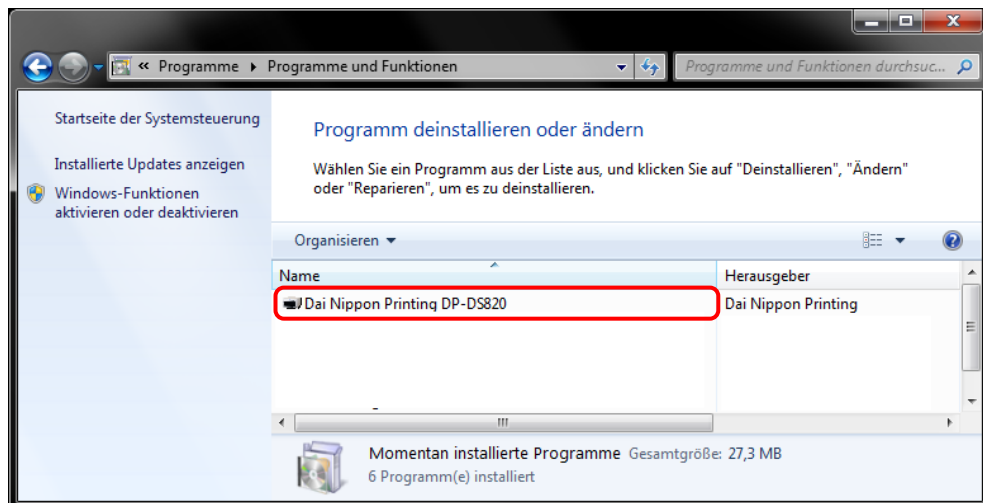 « Programme ▸ Programme und Funktionen
Programme und Funktionen durchsuc...
Startseite der Systemsteuerung
Installierte Updates anzeigen
Windows-Funktionen
aktivieren oder deaktivieren
Programm deinstallieren oder ändern
Wählen Sie ein Programm aus der Liste aus, und klicken Sie auf "Deinstallieren", "Ändern"
oder "Reparieren", um es zu deinstallieren.
Organisieren
Name Herausgeber
Dai Nippon Printing DP-DS820 Dai Nippon Printing
Momentan installierte Programme Gesamtgröße: 27,3 MB
6 Programm(e) installiert